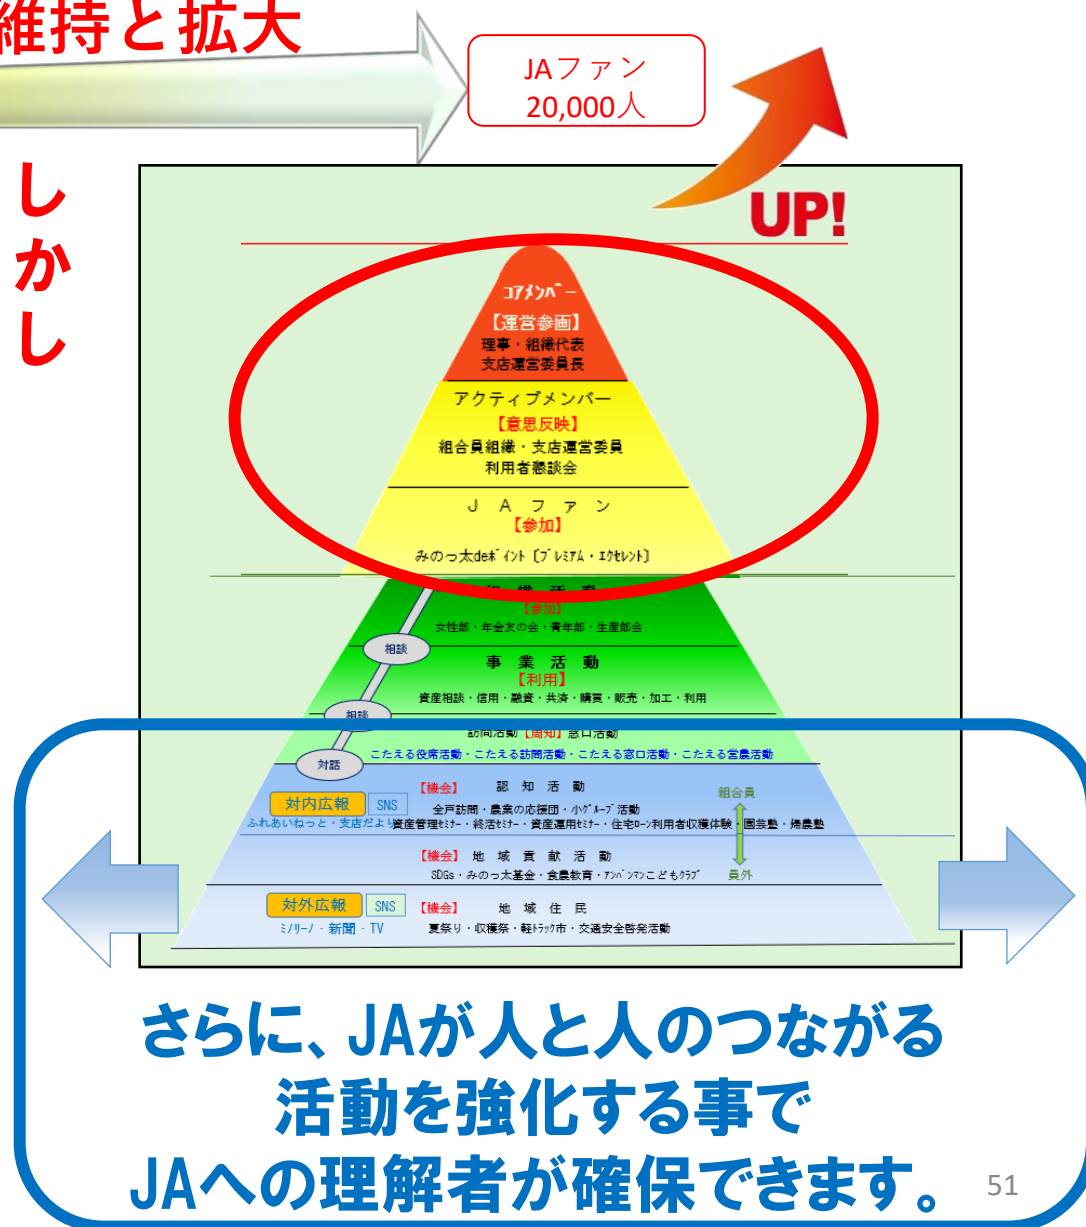 維持と拡大
JAファン
20,000人
しかし
UP!
ｺｱﾒﾝﾊﾞｰ
【運営参画】
理事・組織代表
支店運営委員長
アクティブメンバー
【意思反映】
組合員組織・支店運営委員
利用者懇談会
ＪＡファン
【参加】
みのっ太deﾎﾟｲﾝﾄ〔ﾌﾟﾚﾐｱﾑ・ｴｸｾﾚﾝﾄ〕
【参加】
女性部・年金友の会・青年部・生産部会
相談
事業活動
【利用】
資産相談・信用・融資・共済・購買・販売・加工・利用
相談
訪問活動【周知】窓口活動
こたえる役席活動・こたえる訪問活動・こたえる窓口活動・こたえる営農活動
対話
【機会】 認知活動
組合員
対内広報 SNS
全戸訪問・農業の応援団・小ｸﾞﾙｰﾌﾟ活動
ふれあいねっと・支店だより
資産管理ｾﾐﾅｰ・終活ｾﾐﾅｰ・資産運用ｾﾐﾅｰ・住宅ﾛｰﾝ利用者収穫体験・園芸塾・帰農塾
【機会】 地域貢献活動
SDGs・みのっ太基金・食農教育・ｱﾝﾊﾟﾝﾏﾝこどもｸﾗﾌﾞ
員外
対外広報 SNS
【機会】 地域住民
ﾐﾉﾘｰﾉ・新聞・TV
夏祭り・収穫祭・軽ﾄﾗｯｸ市・交通安全啓発活動
さらに、JAが人と人のつながる
活動を強化する事で
JAへの理解者が確保できます。
51